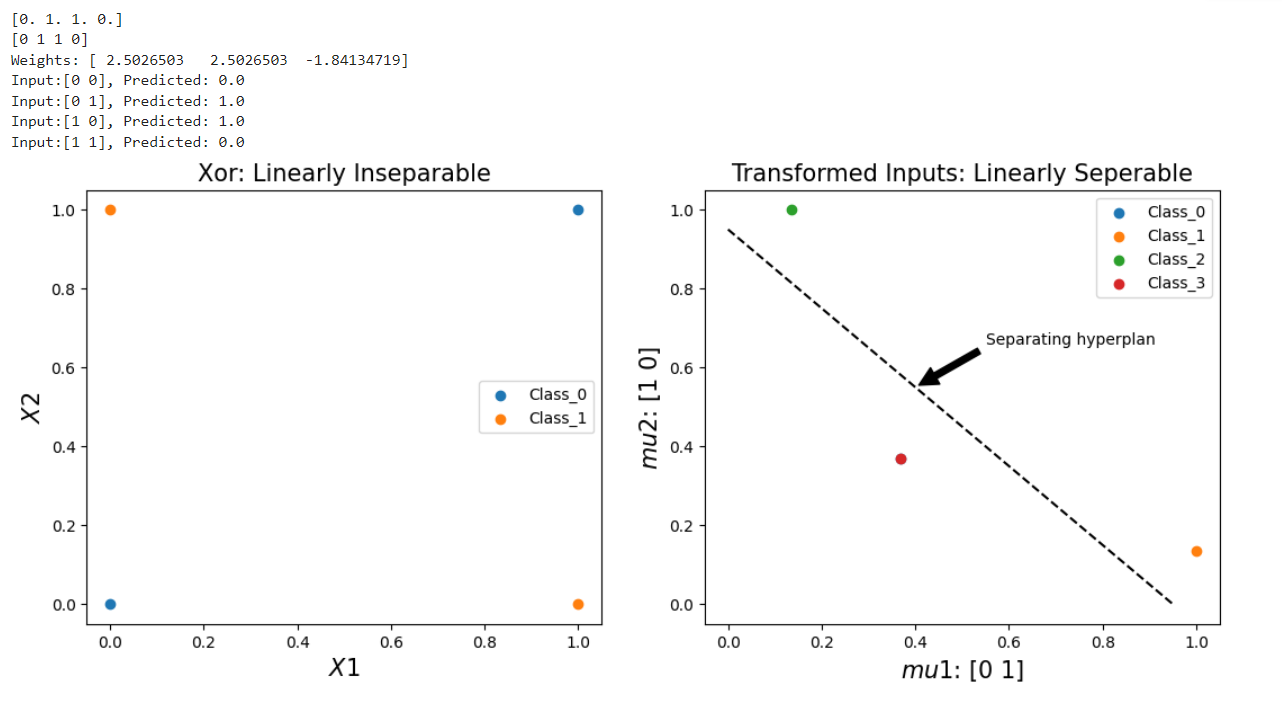 [0. 1. 1. 0.]
[0 1 1 0]
Weights: [ 2.5026503   2.5026503  -1.84134719]
Input:[0 0], Predicted: 0.0
Input:[0 1], Predicted: 1.0
Input:[1 0], Predicted: 1.0
Input:[1 1], Predicted: 0.0
Xor: Linearly Inseparable
1.0
0.8
0.6
0.4
0.2
0.0
X2
Class_0
Class_1
0.0 0.2 0.4 0.6 0.8 1.0
X1
Transformed Inputs: Linearly Seperable
1.0
0.8
0.6
0.4
0.2
0.0
mu2: [1 0]
Class_0
Class_1
Class_2
Class_3
Separating hyperplan
0.0 0.2 0.4 0.6 0.8 1.0
mu1: [0 1]